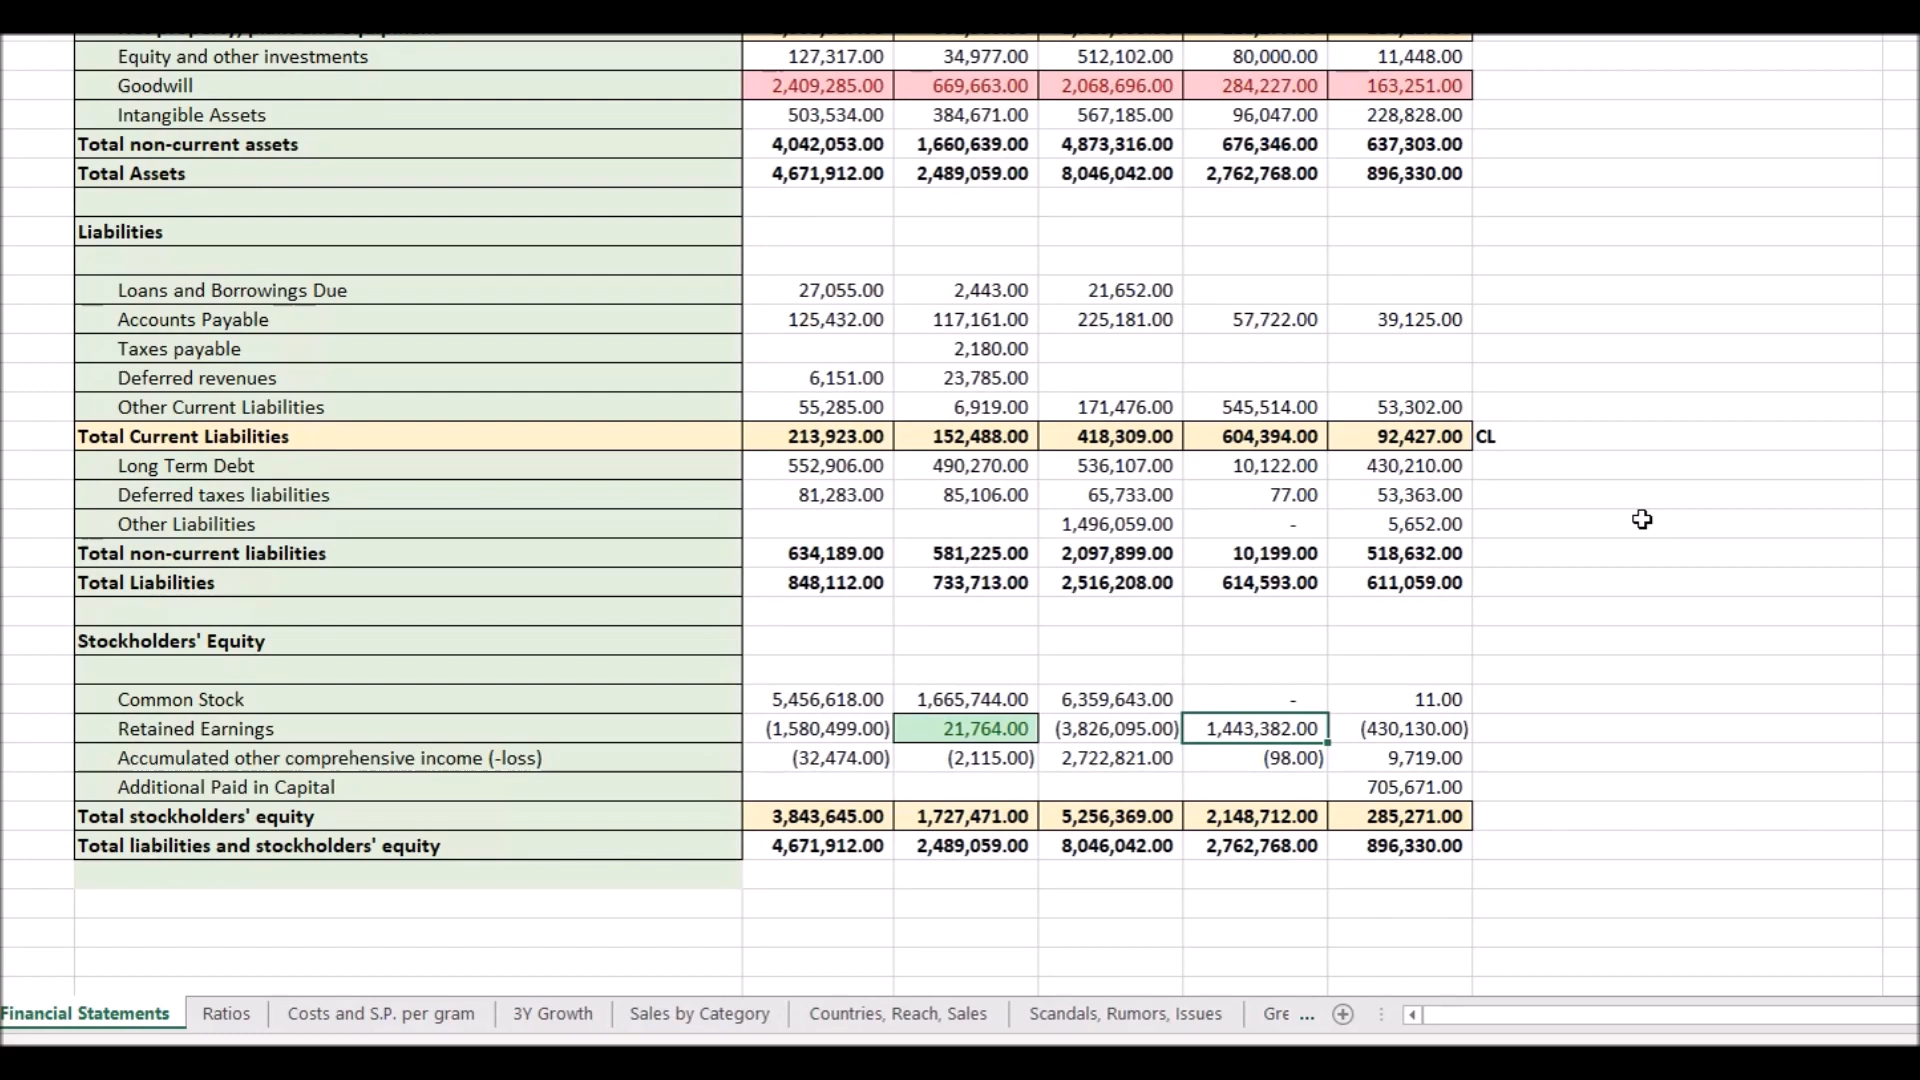 Equity and other investments 127,317.00 34,977.00 512,102.00 80,000.00 11,448.00
Goodwill 2,409,285.00 669,663.00 2,068,696.00 284,227.00 163,251.00
Intangible Assets 503,534.00 384,671.00 567,185.00 96,047.00 228,828.00
Total non-current assets 4,042,053.00 1,660,639.00 4,873,316.00 676,346.00 637,303.00
Total Assets 4,671,912.00 2,489,059.00 8,046,042.00 2,762,768.00 896,330.00
Liabilities
Loans and Borrowings Due 27,055.00 2,443.00 21,652.00
Accounts Payable 125,432.00 117,161.00 225,181.00 57,722.00 39,125.00
Taxes payable 2,180.00
Deferred revenues 6,151.00 23,785.00
Other Current Liabilities 55,285.00 6,919.00 171,476.00 545,514.00 53,302.00
Total Current Liabilities 213,923.00 152,488.00 418,309.00 604,394.00 92,427.00 CL
Long Term Debt 552,906.00 490,270.00 536,107.00 10,122.00 430,210.00
Deferred taxes liabilities 81,283.00 85,106.00 65,733.00 77.00 53,363.00
Other Liabilities 1,496,059.00 - 5,652.00
Total non-current liabilities 634,189.00 581,225.00 2,097,899.00 10,199.00 518,632.00
Total Liabilities 848,112.00 733,713.00 2,516,208.00 614,593.00 611,059.00
Stockholders' Equity
Common Stock 5,456,618.00 1,665,744.00 6,359,643.00 - 11.00
Retained Earnings (1,580,499.00) 21,764.00 (3,826,095.00) 1,443,382.00 (430,130.00)
Accumulated other comprehensive income (-loss) (32,474.00) (2,115.00) 2,722,821.00 (98.00) 9,719.00
Additional Paid in Capital 705,671.00
Total stockholders' equity 3,843,645.00 1,727,471.00 5,256,369.00 2,148,712.00 285,271.00
Total liabilities and stockholders' equity 4,671,912.00 2,489,059.00 8,046,042.00 2,762,768.00 896,330.00
Financial Statements Ratios Costs and S.P. per gram 3Y Growth Sales by Category Countries, Reach, Sales Scandals, Rumors, Issues Gre ...